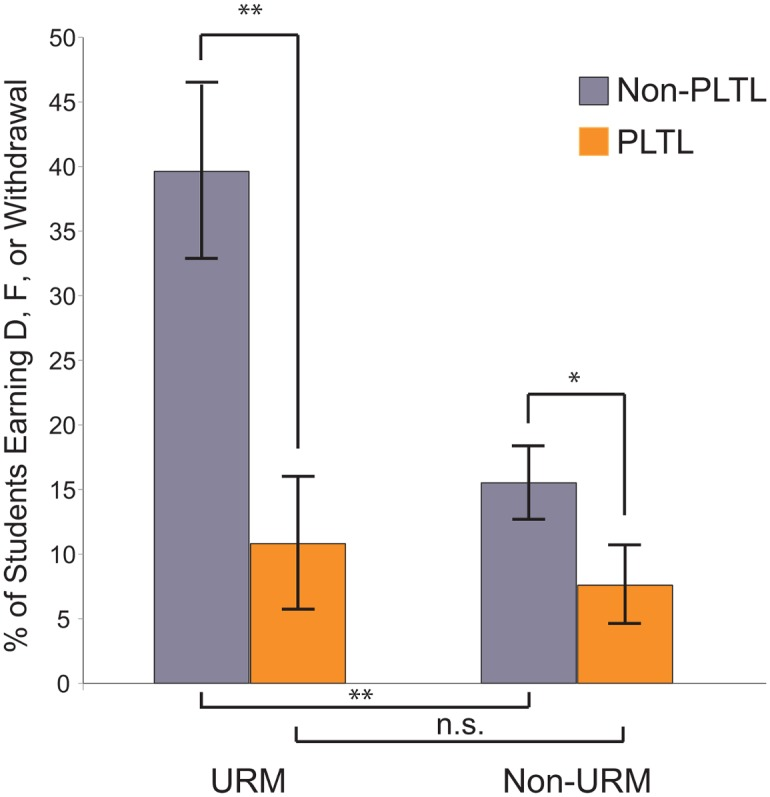 **
50
45
40
35
30
25
20
15
10
5
0
% of Students Earning D, F, or Withdrawal
Non-PLTL
PLTL
*
**
n.s.
URM
Non-URM